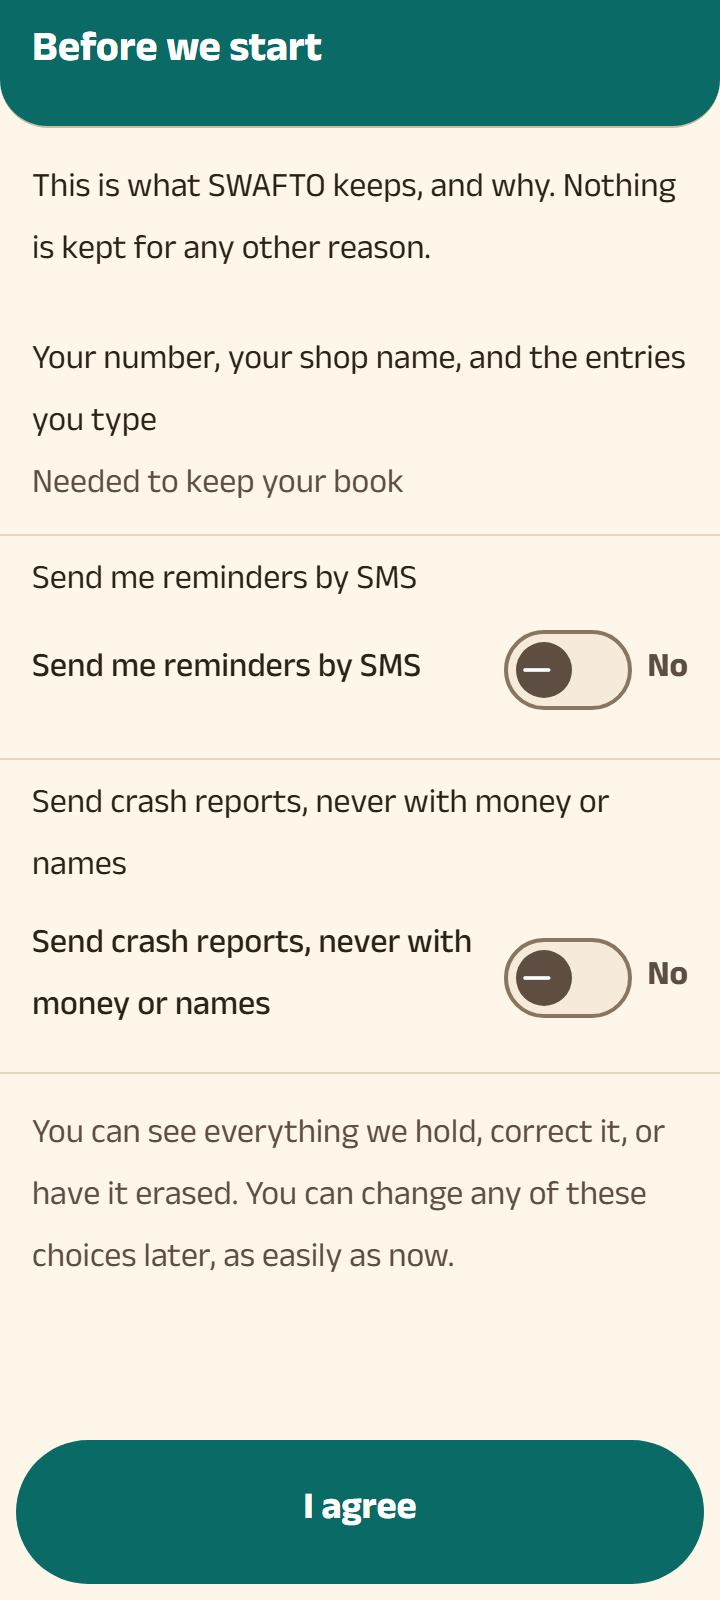 Before we start
This is what SWAFTO keeps, and why. Nothing
is kept for any other reason.
Your number, your shop name, and the entries
you type
Needed to keep your book
Send me reminders by SMS
Send me reminders by SMS
No
Send crash reports, never with money or
names
Send crash reports, never with
money or names
No
You can see everything we hold, correct it, or
have it erased. You can change any of these
choices later, as easily as now.
I agree